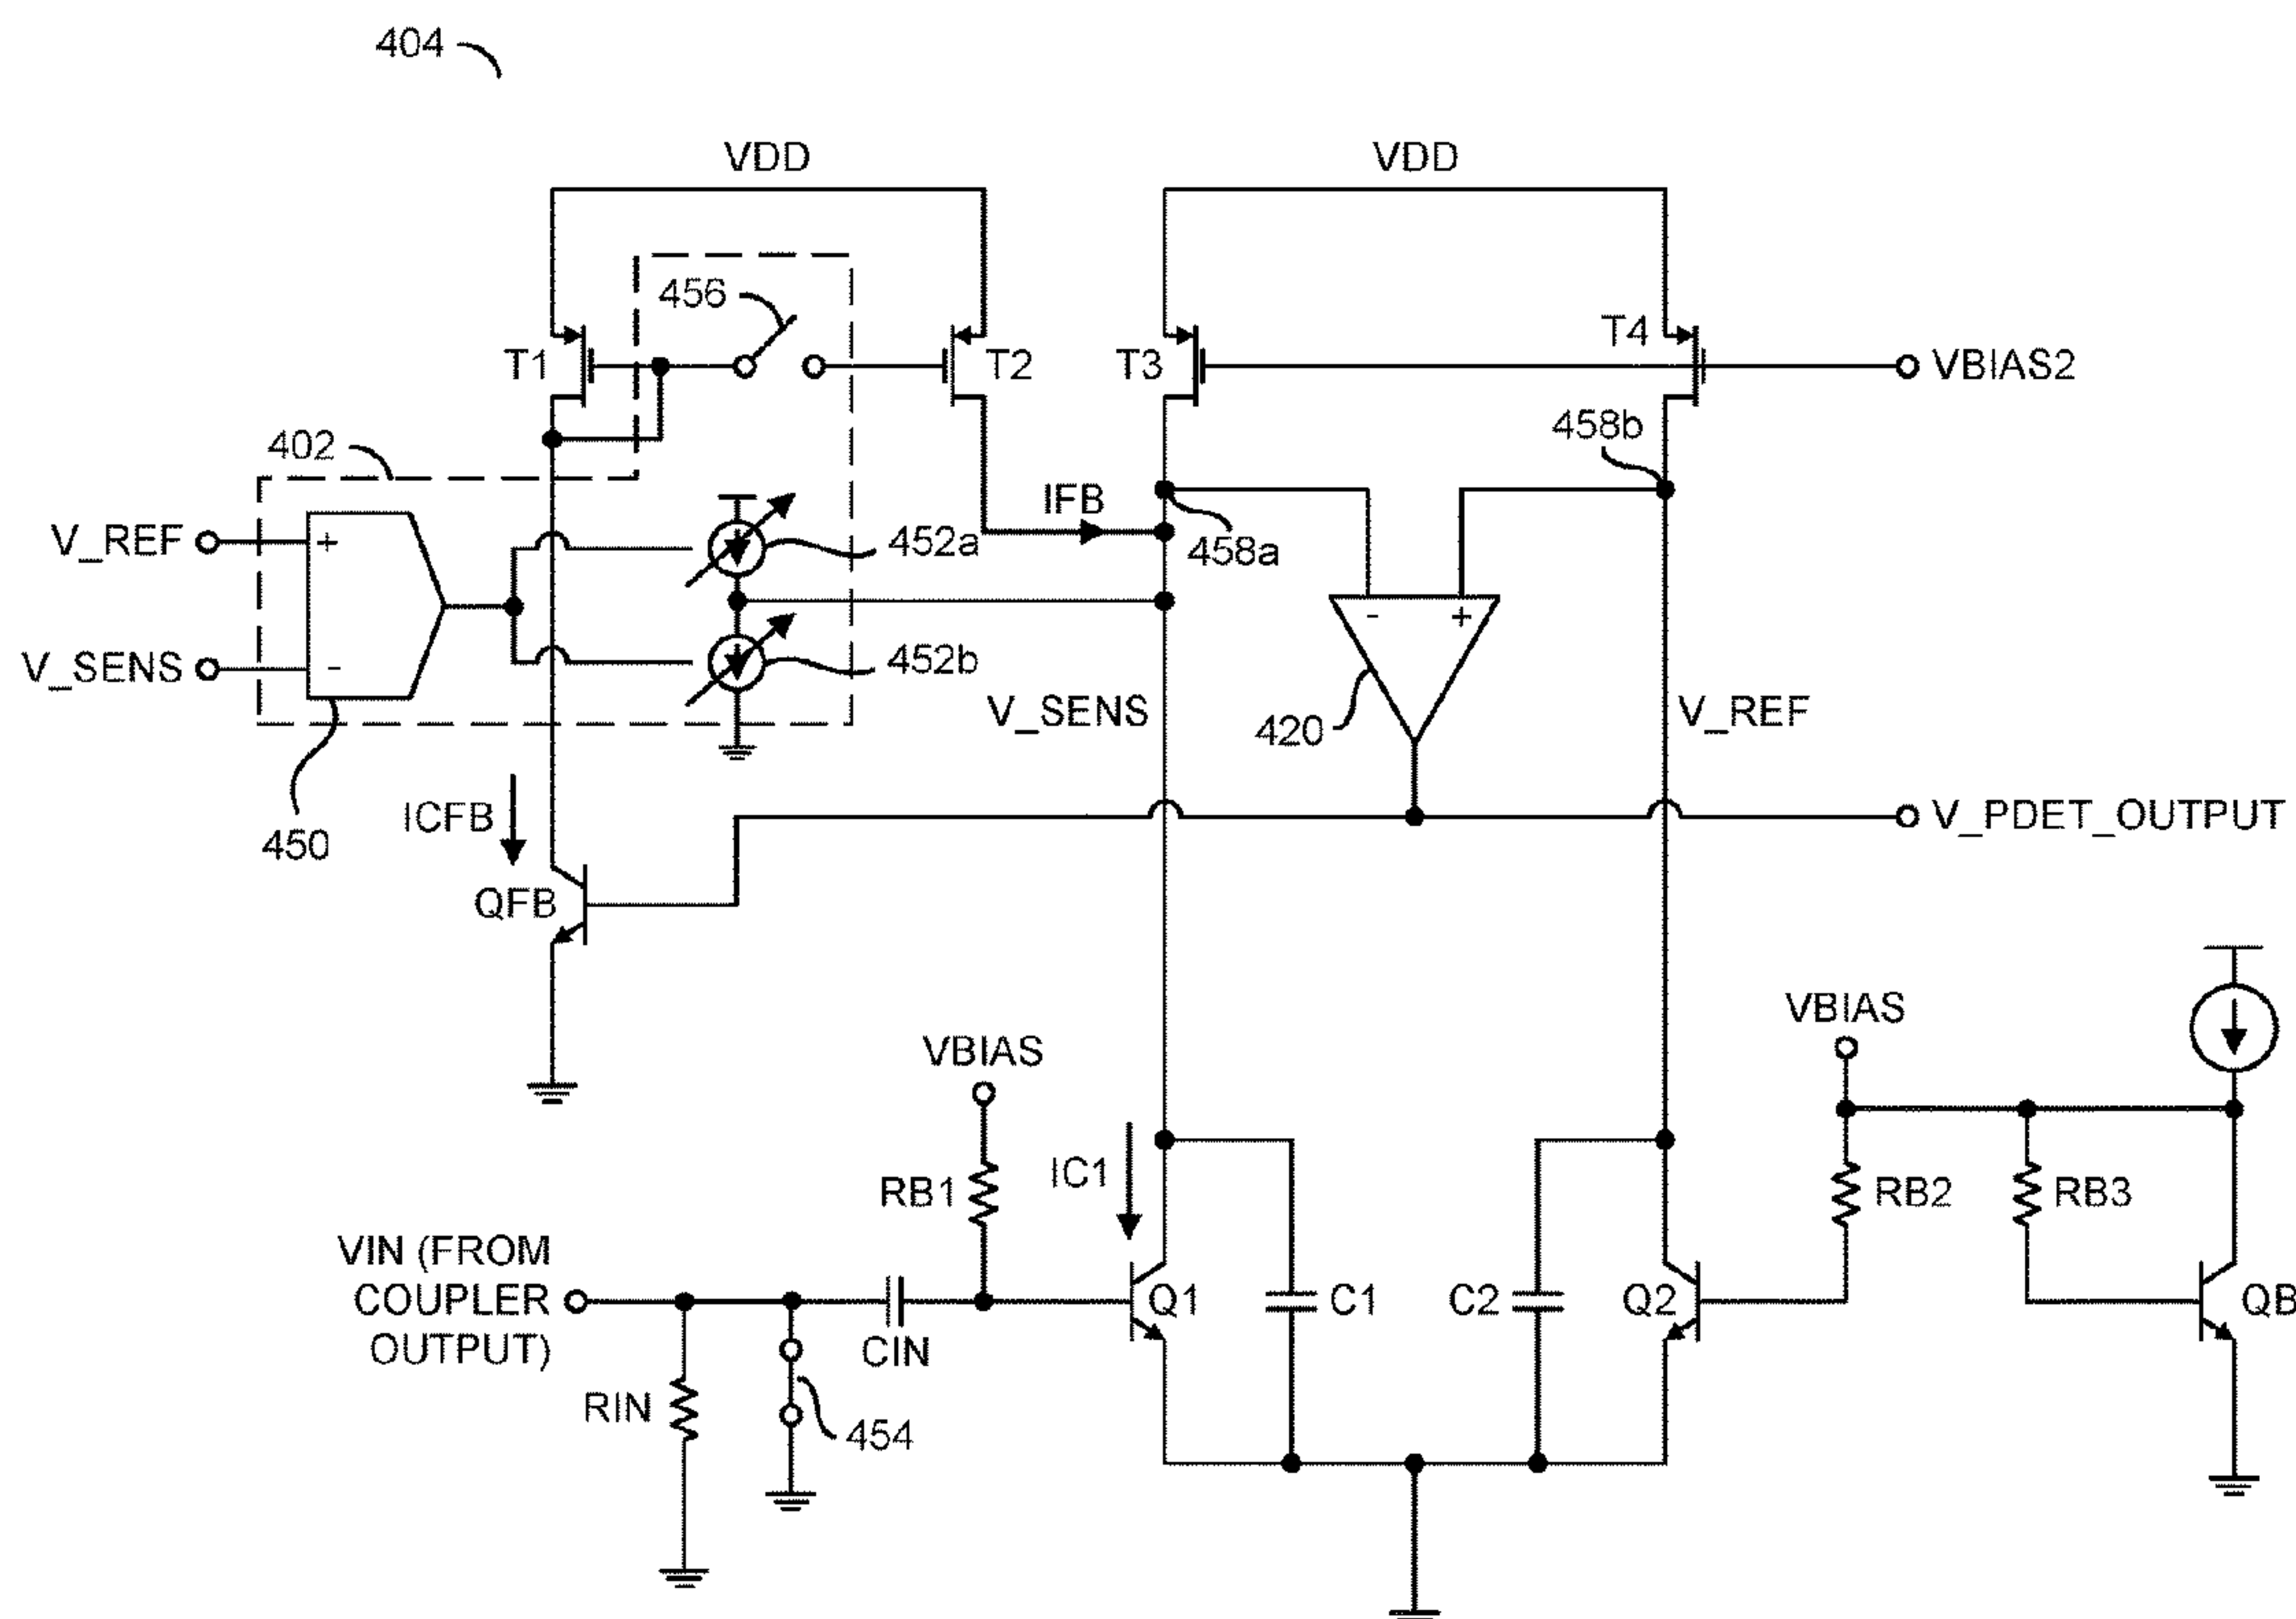 404
VDD
VDD
456
T1
T2
T3
T4
VBIAS2
402
458b
V_REF
+
IFB
458a
452a
-
+
V_SENS
-
452b
V_SENS
420
V_REF
450
ICFB
V_PDET_OUTPUT
QFB
VBIAS
VBIAS
RB1
IC1
RB2
RB3
VIN (FROM
COUPLER
OUTPUT)
CIN
Q1
C1
C2
Q2
QB
RIN
454